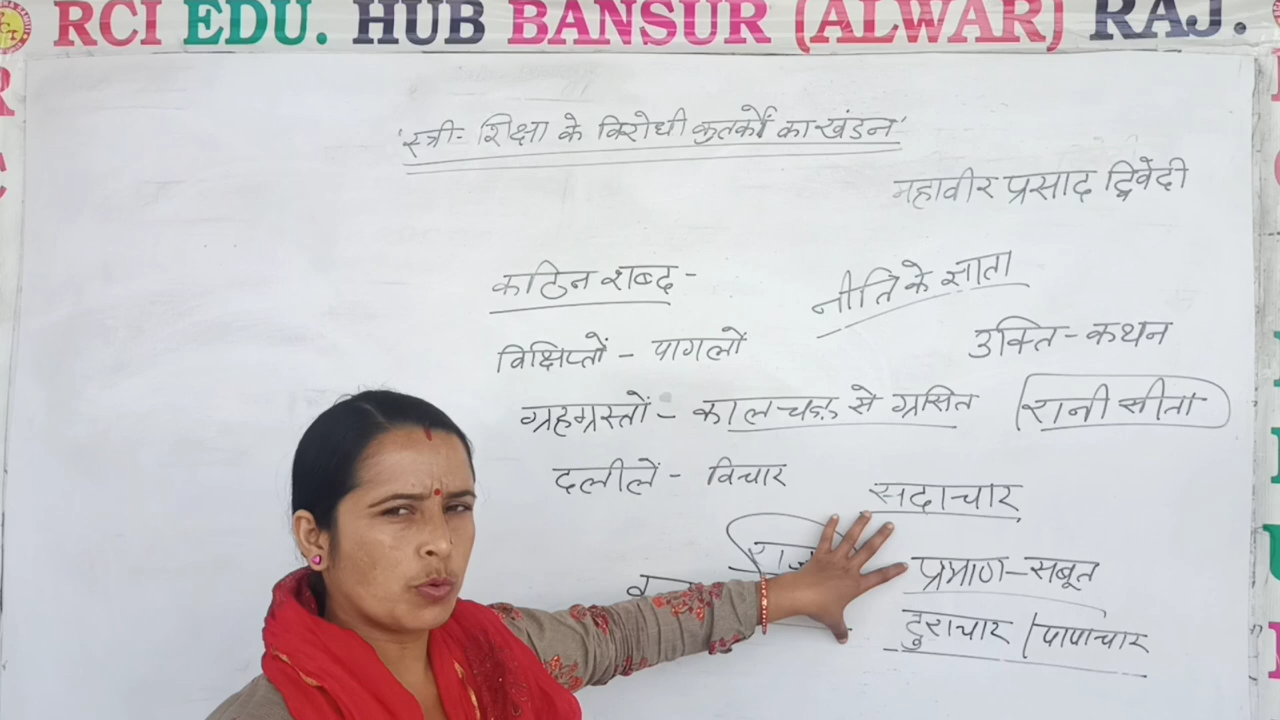 RCI EDU. HUB BANSUR (ALWAR) RAJ.
'स्त्री-शिक्षा के विरोधी कुतर्कों का खंडन'
महावीर प्रसाद द्विवेदी
कठिन शब्द-
नीति के ज्ञाता
विक्षिप्तों - पागलों
उक्ति - कथन
ग्रहग्रस्तों - कालचक्र से ग्रसित
रानी सीता
दलीलें - विचार
सदाचार
प्रमाण-सबूत
दुराचार/पापाचार